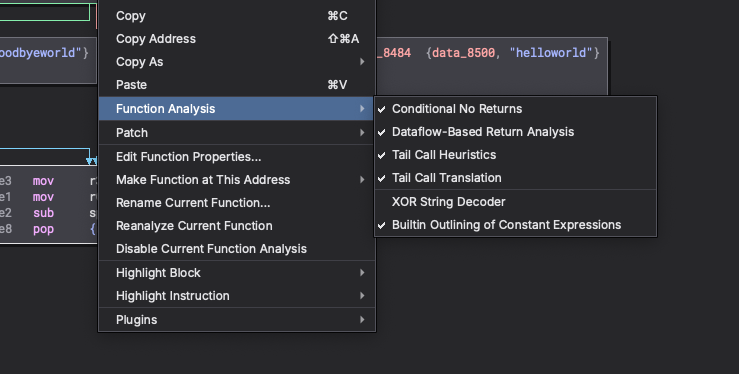 Copy ⌘C
Copy Address ⇧⌘A
oodbyeworld"}
_8484 {data_8500, "helloworld"}
Copy As
Paste ⌘V
Function Analysis
Conditional No Returns
Patch
Dataflow-Based Return Analysis
Edit Function Properties...
Tail Call Heuristics
Make Function at This Address
Tail Call Translation
Rename Current Function...
XOR String Decoder
Reanalyze Current Function
Builtin Outlining of Constant Expressions
Disable Current Function Analysis
Highlight Block
Highlight Instruction
Plugins
e3 mov
e1 mov
e2 sub
e8 pop {